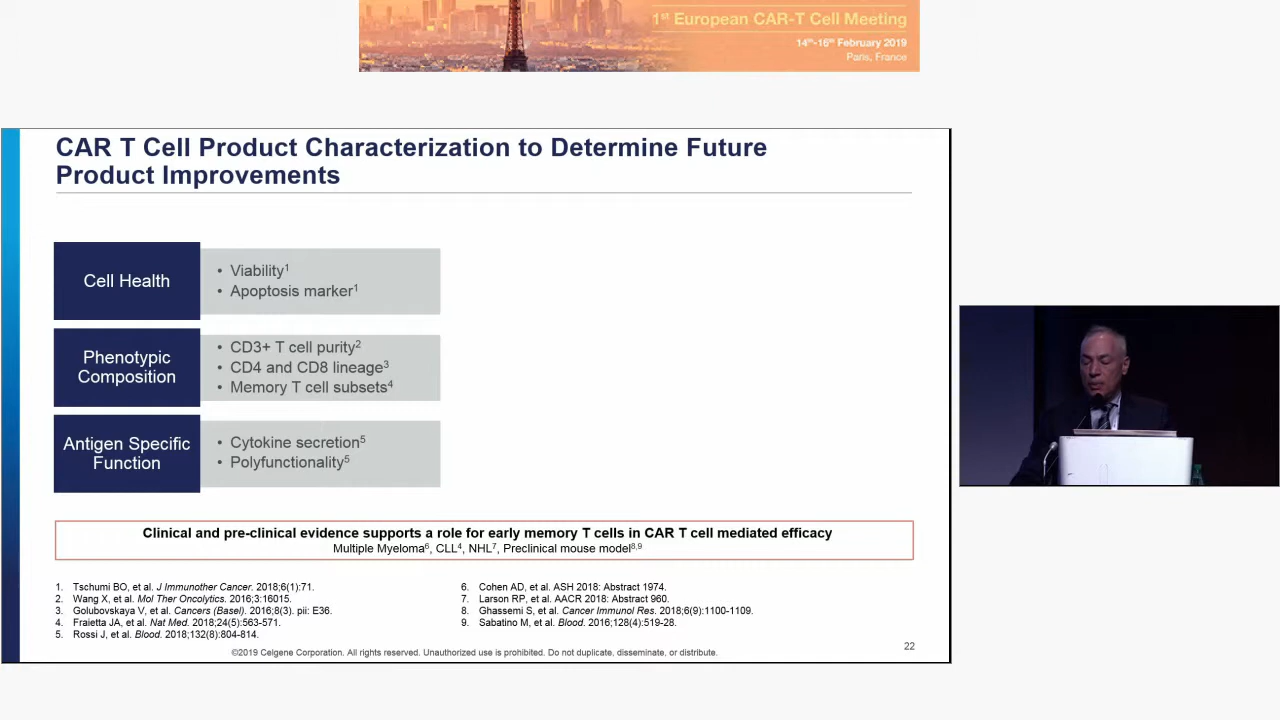 1st European CAR-T Cell Meeting
14th-16th February 2019
Paris, France
CAR T Cell Product Characterization to Determine Future
Product Improvements
Cell Health
• Viability1
• Apoptosis marker1
Phenotypic
Composition
• CD3+ T cell purity2
• CD4 and CD8 lineage3
• Memory T cell subsets4
Antigen Specific
Function
• Cytokine secretion5
• Polyfunctionality5
Clinical and pre-clinical evidence supports a role for early memory T cells in CAR T cell mediated efficacy
Multiple Myeloma6, CLL4, NHL7, Preclinical mouse model8,9
1. Tschumi BO, et al. J Immunother Cancer. 2018;6(1):71.
2. Wang X, et al. Mol Ther Oncolytics. 2016;3:16015.
3. Golubovskaya V, et al. Cancers (Basel). 2016;8(3). pii: E36.
4. Fraietta JA, et al. Nat Med. 2018;24(5):563-571.
5. Rossi J, et al. Blood. 2018;132(8):804-814.
6. Cohen AD, et al. ASH 2018: Abstract 1974.
7. Larson RP, et al. AACR 2018: Abstract 960.
8. Ghassemi S, et al. Cancer Immunol Res. 2018;6(9):1100-1109.
9. Sabatino M, et al. Blood. 2016;128(4):519-28.
©2019 Celgene Corporation. All rights reserved. Unauthorized use is prohibited. Do not duplicate, disseminate, or distribute.
22